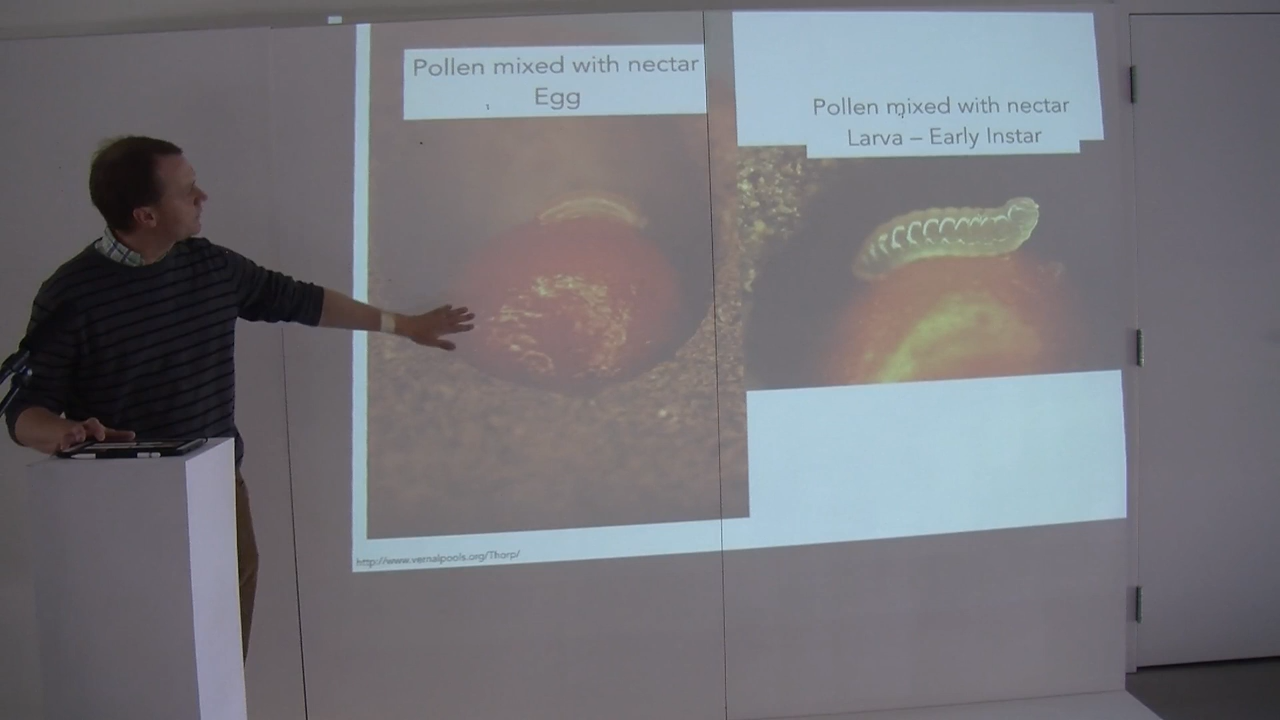 Pollen mixed with nectar
Egg
Pollen mixed with nectar
Larva – Early Instar
http://www.vernalpools.org/Thorp/